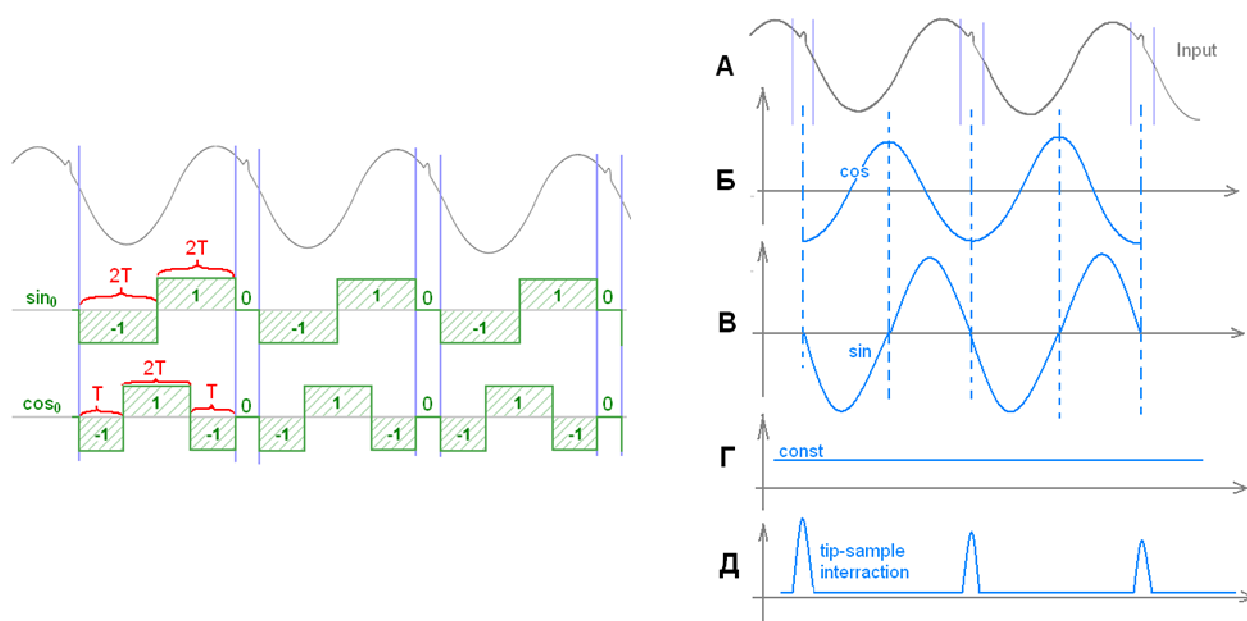 2T
2T
sin₀
-1
1
0
-1
1
0
-1
1
0
T
2T
T
cos₀
-1
1
-1
0
-1
1
-1
0
-1
1
-1
0
А
Input
Б
cos
В
sin
Г
const
Д
tip-sample
interraction